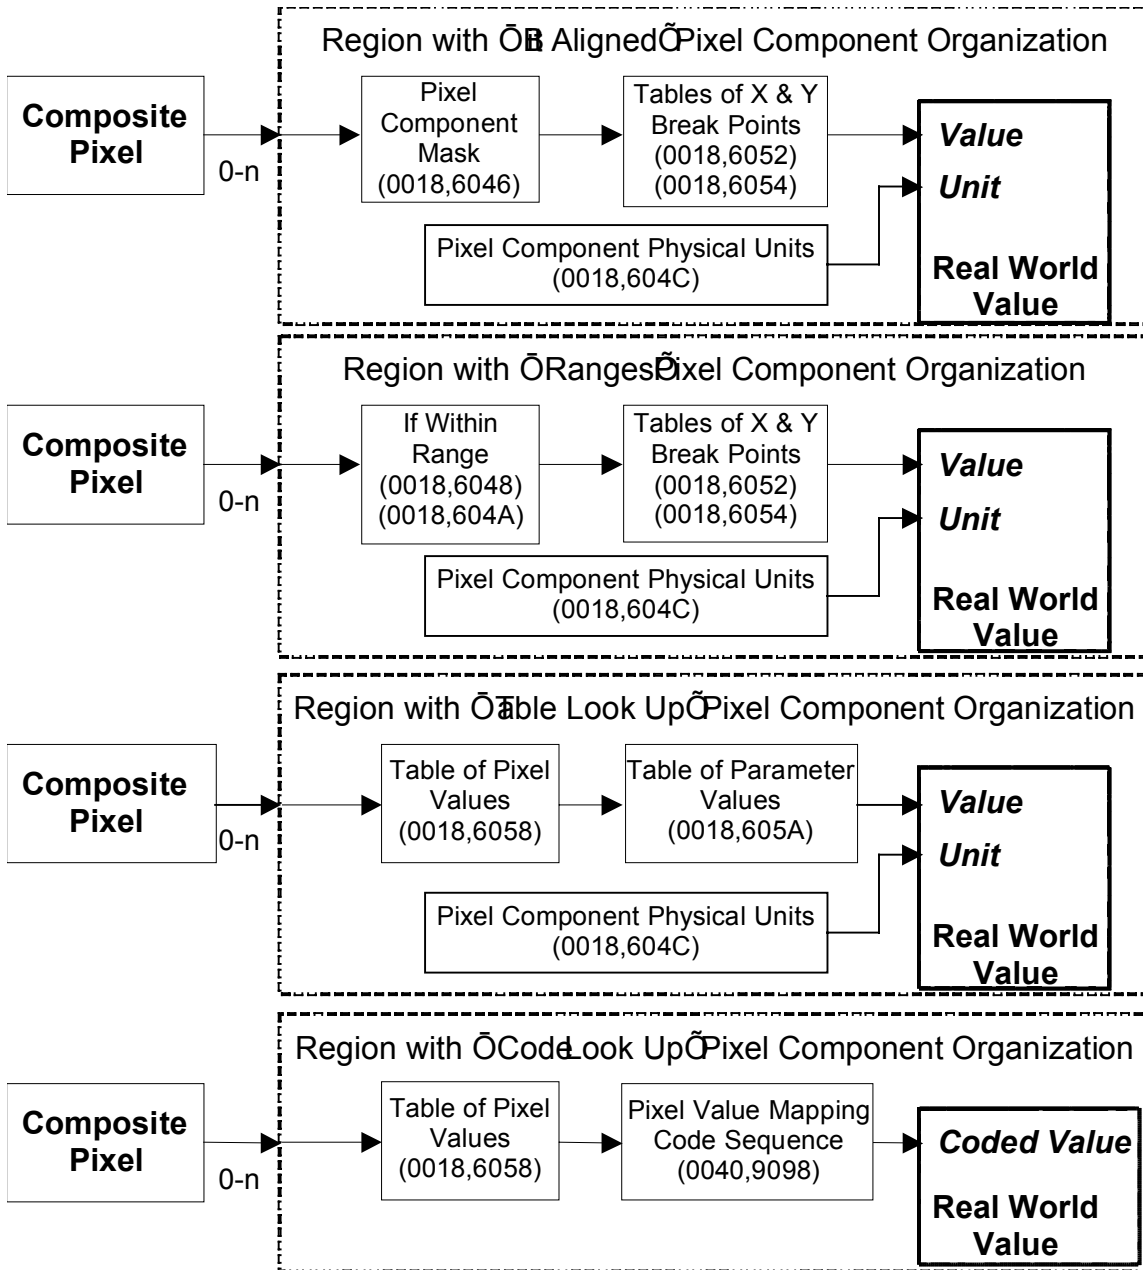 Region with ŌBit AlignedÕ Pixel Component Organization
Composite
Pixel
0-n
Pixel
Component
Mask
(0018,6046)
Tables of X & Y
Break Points
(0018,6052)
(0018,6054)
Pixel Component Physical Units
(0018,604C)
Value
Unit
Real World
Value
Region with ŌRangesÕ Pixel Component Organization
Composite
Pixel
0-n
If Within
Range
(0018,6048)
(0018,604A)
Tables of X & Y
Break Points
(0018,6052)
(0018,6054)
Pixel Component Physical Units
(0018,604C)
Value
Unit
Real World
Value
Region with ŌTable Look UpÕ Pixel Component Organization
Composite
Pixel
0-n
Table of Pixel
Values
(0018,6058)
Table of Parameter
Values
(0018,605A)
Pixel Component Physical Units
(0018,604C)
Value
Unit
Real World
Value
Region with ŌCode Look UpÕ Pixel Component Organization
Composite
Pixel
0-n
Table of Pixel
Values
(0018,6058)
Pixel Value Mapping
Code Sequence
(0040,9098)
Coded Value
Real World
Value